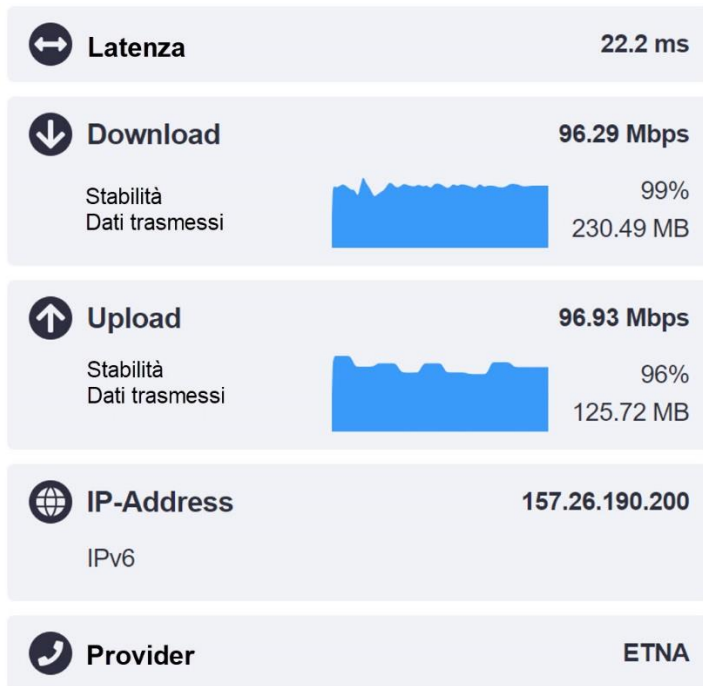 Latenza 22.2 ms
Download 96.29 Mbps
Stabilità 99%
Dati trasmessi 230.49 MB
Upload 96.93 Mbps
Stabilità 96%
Dati trasmessi 125.72 MB
IP-Address 157.26.190.200
IPv6
Provider ETNA